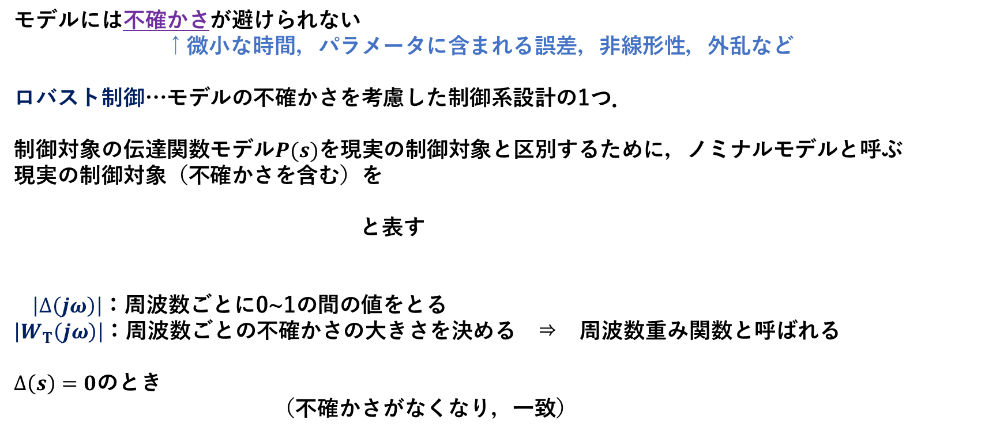 モデルには不確かさが避けられない
↑微小な時間，パラメータに含まれる誤差，非線形性，外乱など
ロバスト制御…モデルの不確かさを考慮した制御系設計の1つ．
制御対象の伝達関数モデルP(s)を現実の制御対象と区別するために，ノミナルモデルと呼ぶ
現実の制御対象（不確かさを含む）を
と表す
|Δ(jω)|：周波数ごとに0~1の間の値をとる
|W_T(jω)|：周波数ごとの不確かさの大きさを決める　⇒　周波数重み関数と呼ばれる
Δ(s) = 0のとき
（不確かさがなくなり，一致）